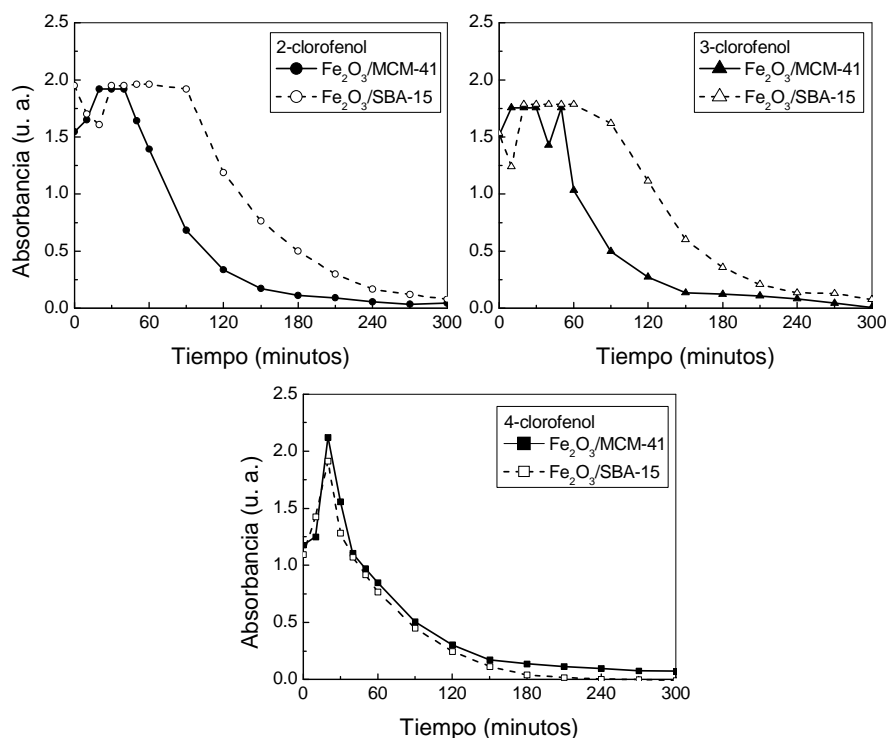 2.5
2.0
1.5
1.0
0.5
0.0
Absorbancia (u. a.)
2-clorofenol
Fe₂O₃/MCM-41
Fe₂O₃/SBA-15
0 60 120 180 240 300
Tiempo (minutos)
2.5
2.0
1.5
1.0
0.5
0.0
3-clorofenol
Fe₂O₃/MCM-41
Fe₂O₃/SBA-15
0 60 120 180 240 300
Tiempo (minutos)
2.5
2.0
1.5
1.0
0.5
0.0
Absorbancia (u. a.)
4-clorofenol
Fe₂O₃/MCM-41
Fe₂O₃/SBA-15
0 60 120 180 240 300
Tiempo (minutos)